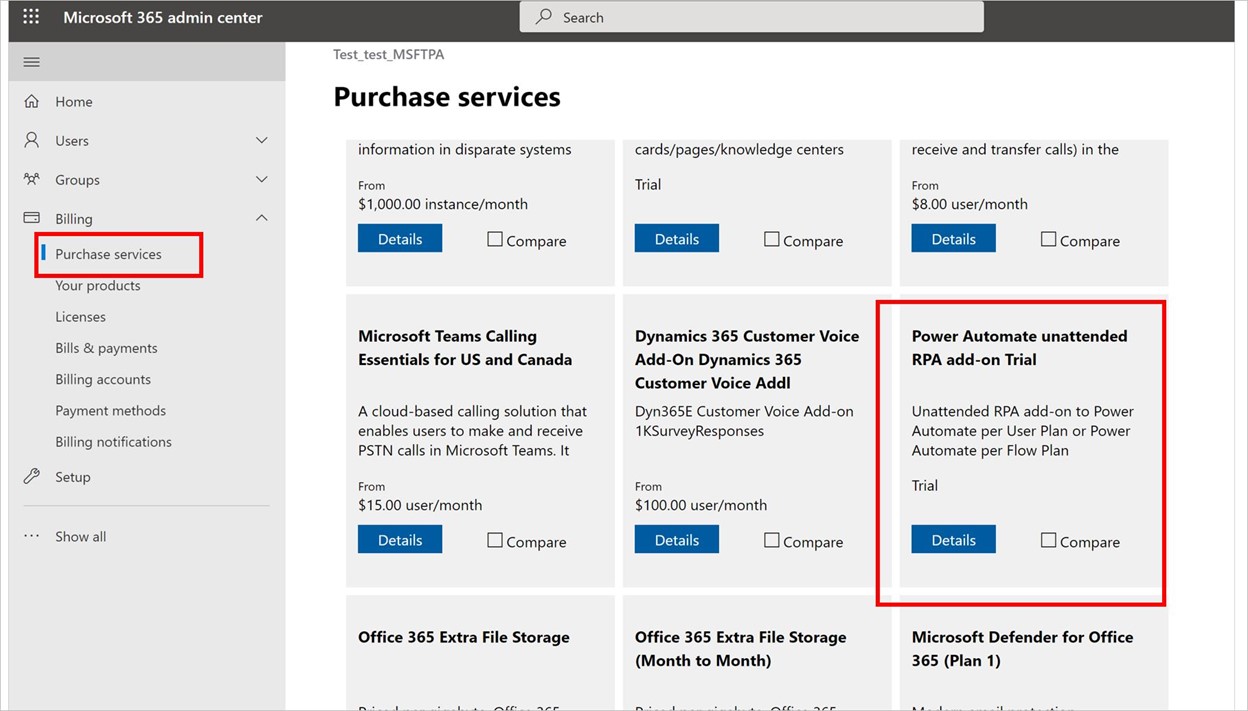 Microsoft 365 admin center
Search
Home
Users
Groups
Billing
Purchase services
Your products
Licenses
Bills & payments
Billing accounts
Payment methods
Billing notifications
Setup
Show all
Test_test_MSFTPA
Purchase services
information in disparate systems
From
$1,000.00 instance/month
Details
Compare
cards/pages/knowledge centers
Trial
Details
Compare
receive and transfer calls) in the
From
$8.00 user/month
Details
Compare
Microsoft Teams Calling
Essentials for US and Canada
A cloud-based calling solution that
enables users to make and receive
PSTN calls in Microsoft Teams. It
From
$15.00 user/month
Details
Compare
Dynamics 365 Customer Voice
Add-On Dynamics 365
Customer Voice Addl
Dyn365E Customer Voice Add-on
1KSurveyResponses
From
$100.00 user/month
Details
Compare
Power Automate unattended
RPA add-on Trial
Unattended RPA add-on to Power
Automate per User Plan or Power
Automate per Flow Plan
Trial
Details
Compare
Office 365 Extra File Storage
Office 365 Extra File Storage
(Month to Month)
Microsoft Defender for Office
365 (Plan 1)